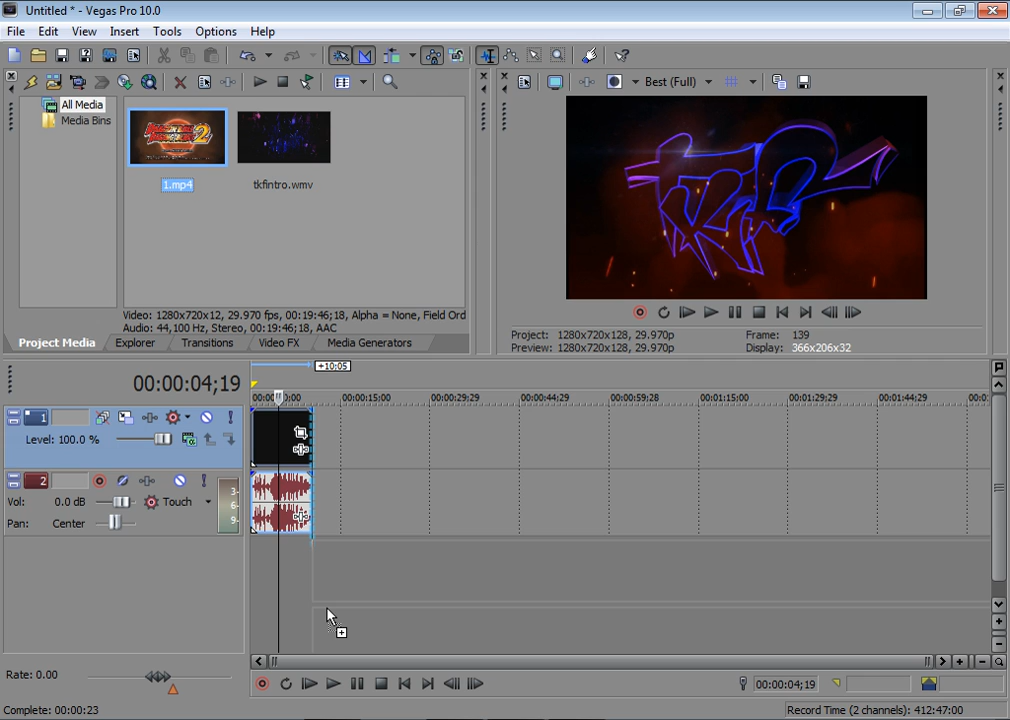 Untitled * - Vegas Pro 10.0
File Edit View Insert Tools Options Help
Best (Full)
All Media
Media Bins
1.mp4
tkfintro.wmv
Video: 1280x720x12, 29.970 fps, 00:19:46;18, Alpha = None, Field Ord
Audio: 44,100 Hz, Stereo, 00:19:46;18, AAC
Project Media Explorer Transitions Video FX Media Generators
Project: 1280x720x128, 29.970p
Preview: 1280x720x128, 29.970p
Frame: 139
Display: 366x206x32
+10:05
00:00:04;19
00:00:15:00 00:00:29:29 00:00:44:29 00:00:59:28 00:01:15:00 00:01:29:29 00:01:44:29
1
Level: 100.0 %
2
Vol: 0.0 dB Touch
Pan: Center
3-
6-
9-
Rate: 0.00
00:00:04;19
Complete: 00:00:23
Record Time (2 channels): 412:47:00